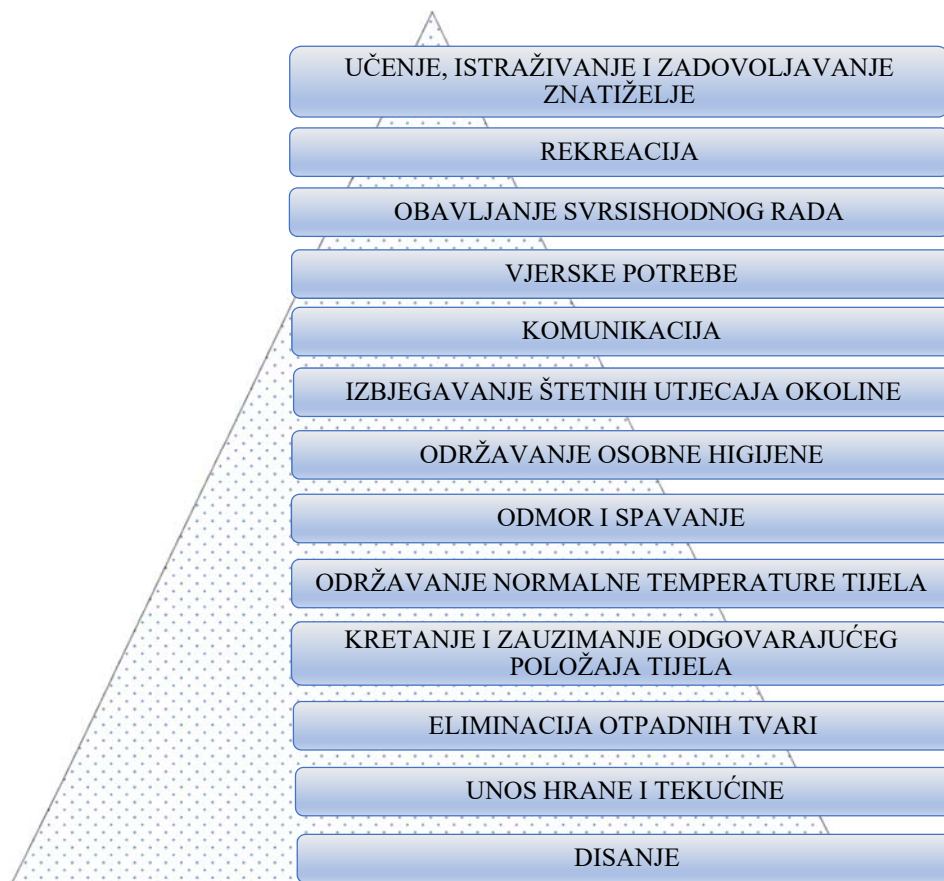 UČENJE, ISTRAŽIVANJE I ZADOVOLJAVANJE
ZNATIŽELJE
REKREACIJA
OBAVLJANJE SVRSISHODNOG RADA
VJERSKE POTREBE
KOMUNIKACIJA
IZBJEGAVANJE ŠTETNIH UTJECAJA OKOLINE
ODRŽAVANJE OSOBNE HIGIJENE
ODMOR I SPAVANJE
ODRŽAVANJE NORMALNE TEMPERATURE TIJELA
KRETANJE I ZAUZIMANJE ODGOVARAJUĆEG
POLOŽAJA TIJELA
ELIMINACIJA OTPADNIH TVARI
UNOS HRANE I TEKUĆINE
DISANJE